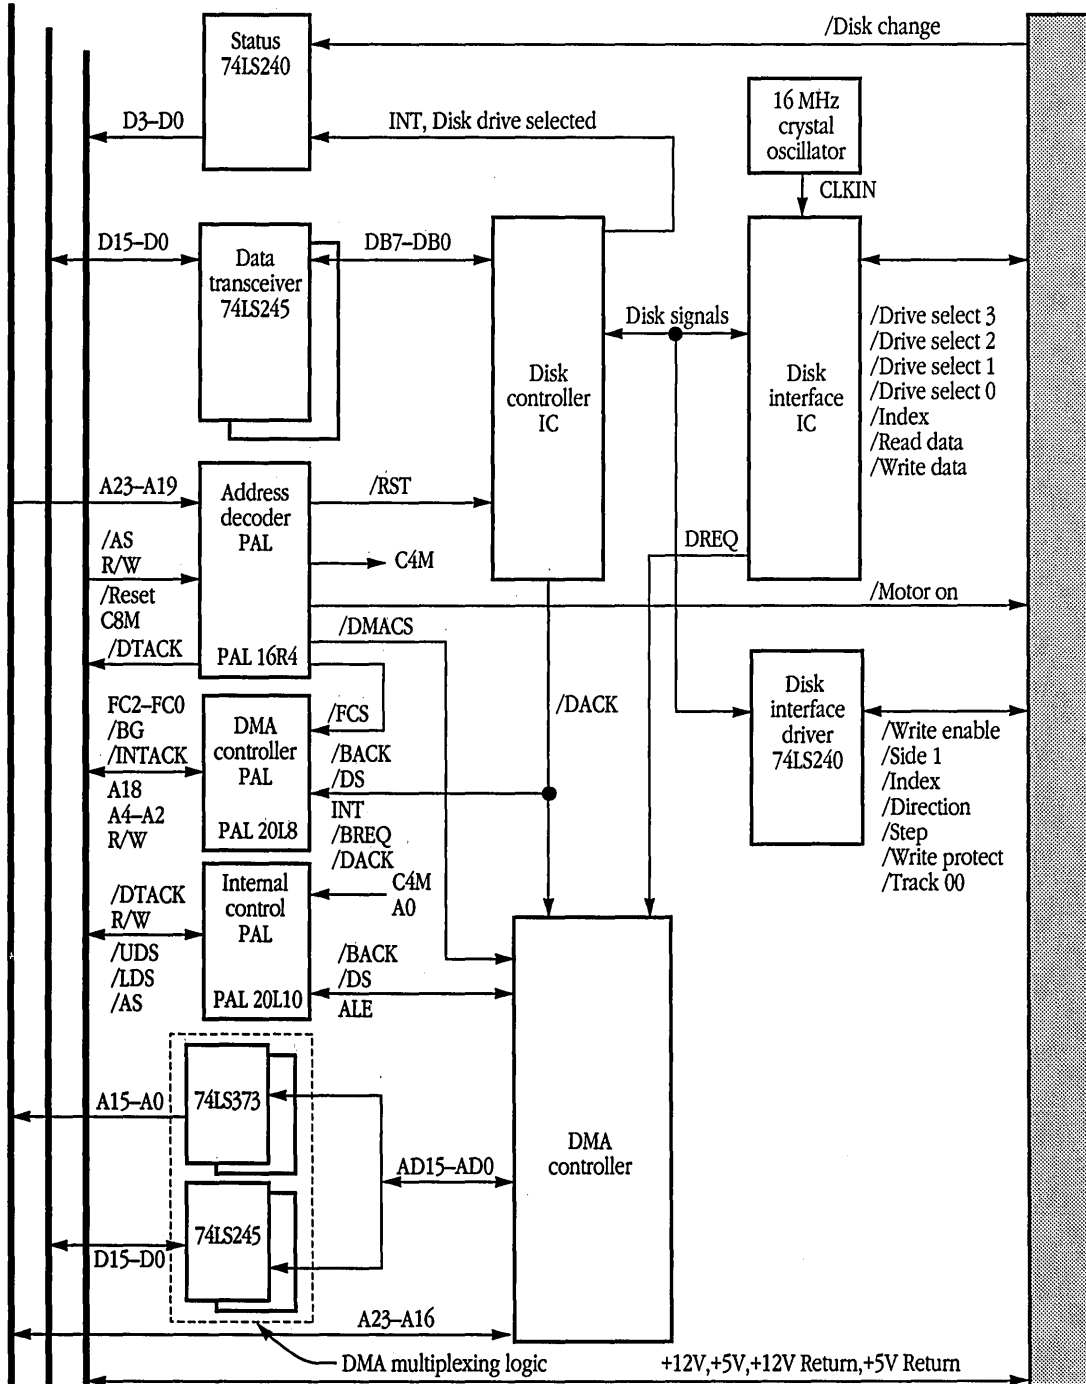 /Disk change
Status
74LS240
16 MHz
crystal
oscillator
D3–D0
INT, Disk drive selected
CLKIN
D15–D0
Data
transceiver
74LS245
DB7–DB0
Disk signals
Disk
controller
IC
Disk
interface
IC
/Drive select 3
/Drive select 2
/Drive select 1
/Drive select 0
/Index
/Read data
/Write data
A23–A19
Address
decoder
PAL
/RST
/AS
R/W
/Reset
C8M
C4M
DREQ
/Motor on
/DMACS
/DTACK
PAL 16R4
FC2–FC0
/BG
/INTACK
A18
A4–A2
R/W
DMA
controller
PAL
PAL 20L8
/FCS
/BACK
/DS
INT
/BREQ
/DACK
/DACK
Disk
interface
driver
74LS240
/Write enable
/Side 1
/Index
/Direction
/Step
/Write protect
/Track 00
/DTACK
R/W
/UDS
/LDS
/AS
Internal
control
PAL
PAL 20L10
C4M
A0
/BACK
/DS
ALE
A15–A0
74LS373
AD15–AD0
DMA
controller
74LS245
D15–D0
A23–A16
DMA multiplexing logic
+12V,+5V,+12V Return,+5V Return